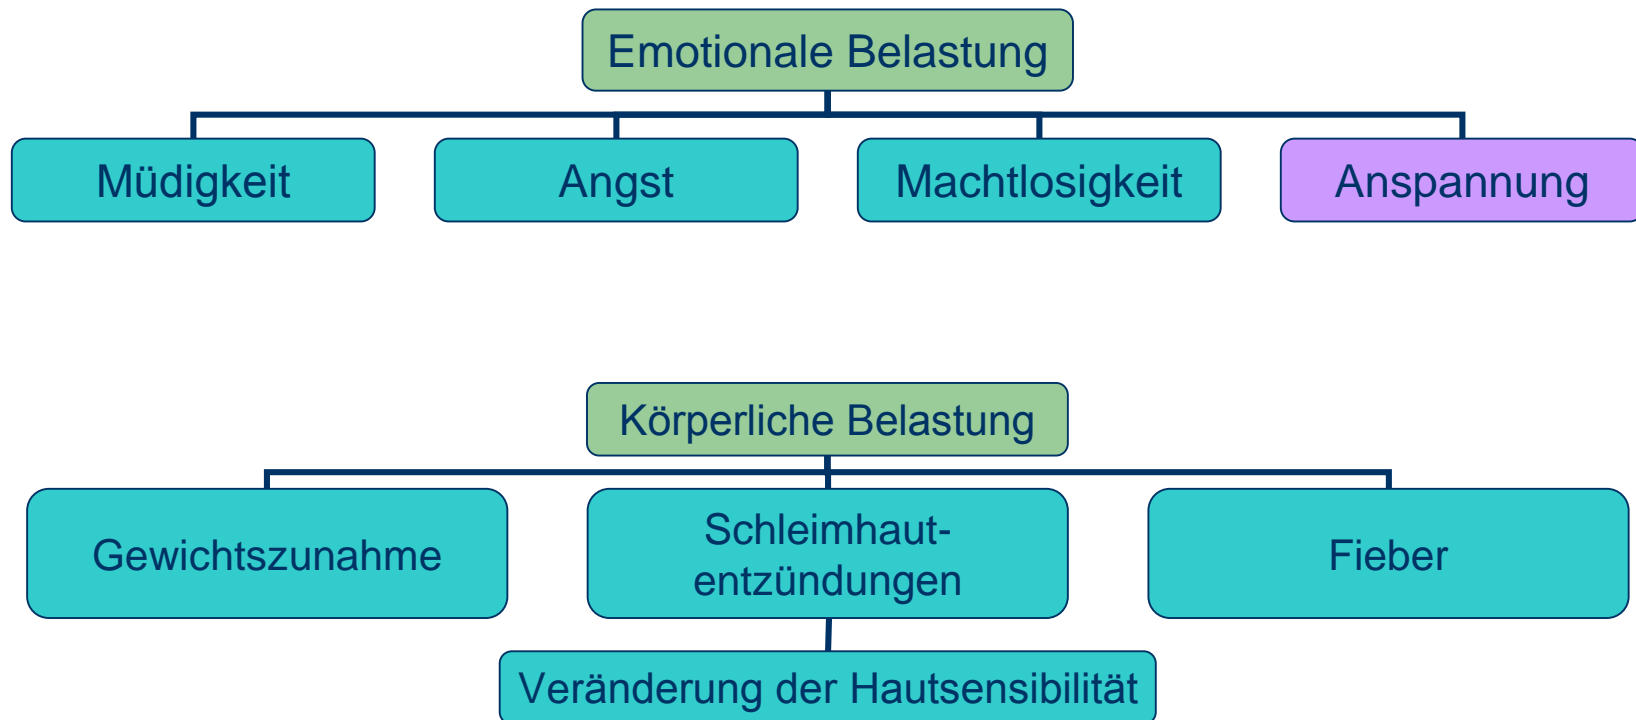 Emotionale Belastung
Müdigkeit
Angst
Machtlosigkeit
Anspannung
Körperliche Belastung
Gewichtszunahme
Schleimhaut-
entzündungen
Fieber
Veränderung der Hautsensibilität